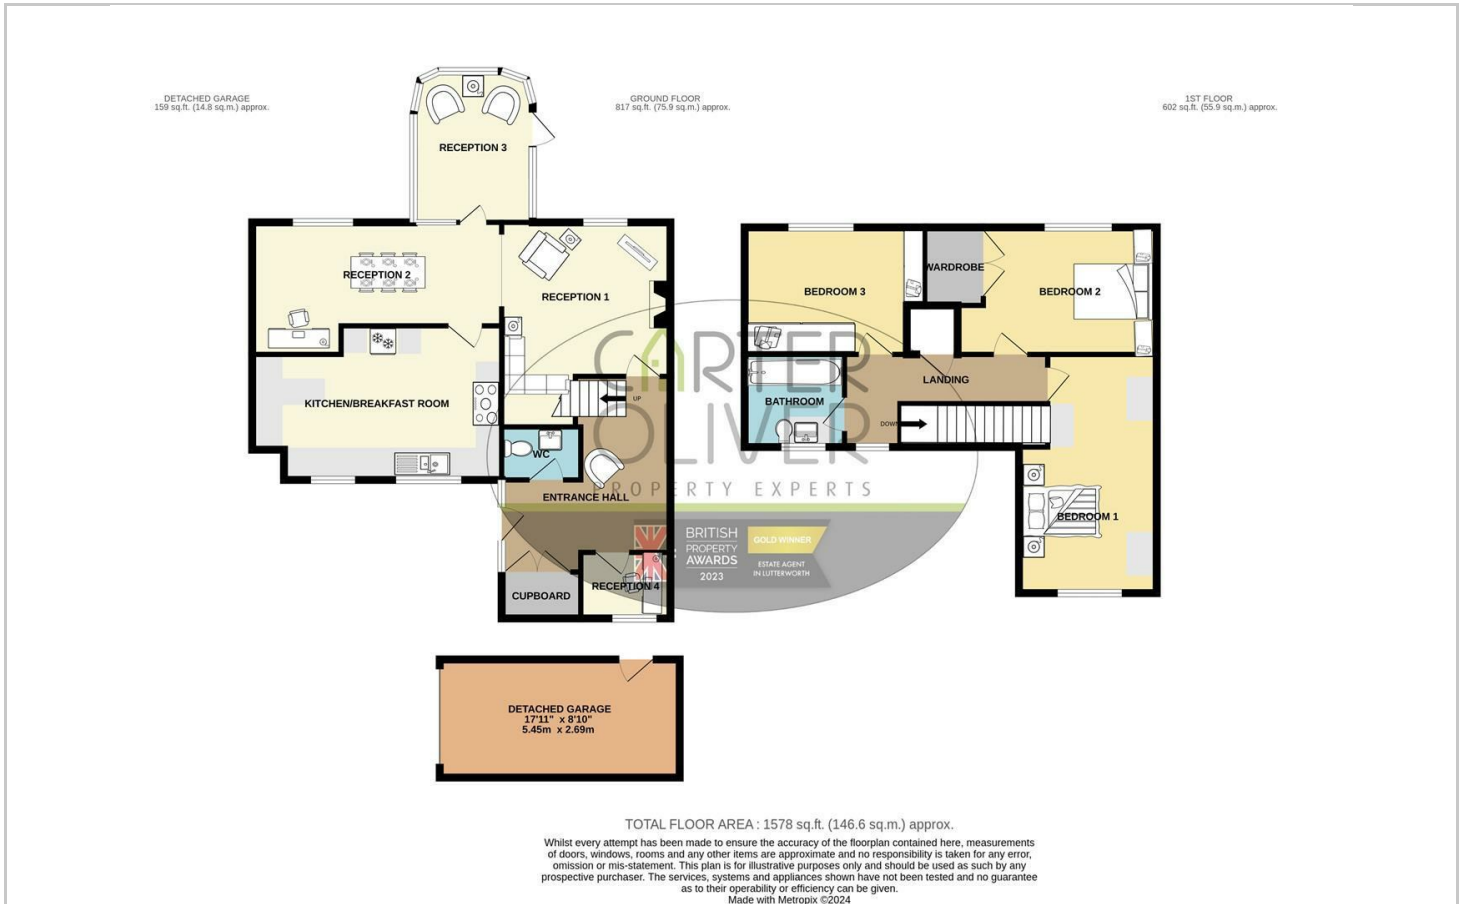 DETACHED GARAGE
159 sq.ft. (14.8 sq.m.) approx.
GROUND FLOOR
817 sq.ft. (75.9 sq.m.) approx.
1ST FLOOR
602 sq.ft. (55.9 sq.m.) approx.
RECEPTION 3
RECEPTION 2
RECEPTION 1
KITCHEN/BREAKFAST ROOM
UP
WC
ENTRANCE HALL
CUPBOARD
RECEPTION 4
BEDROOM 3
WARDROBE
BEDROOM 2
LANDING
BATHROOM
DOWN
BEDROOM 1
CARTER
OLIVER
PROPERTY EXPERTS
BRITISH
PROPERTY
AWARDS
2023
GOLD WINNER
ESTATE AGENT
IN LUTTERWORTH
DETACHED GARAGE
17'11" x 8'10"
5.45m x 2.69m
TOTAL FLOOR AREA : 1578 sq.ft. (146.6 sq.m.) approx.
Whilst every attempt has been made to ensure the accuracy of the floorplan contained here, measurements
of doors, windows, rooms and any other items are approximate and no responsibility is taken for any error,
omission or mis-statement. This plan is for illustrative purposes only and should be used as such by any
prospective purchaser. The services, systems and appliances shown have not been tested and no guarantee
as to their operability or efficiency can be given.
Made with Metropix ©2024